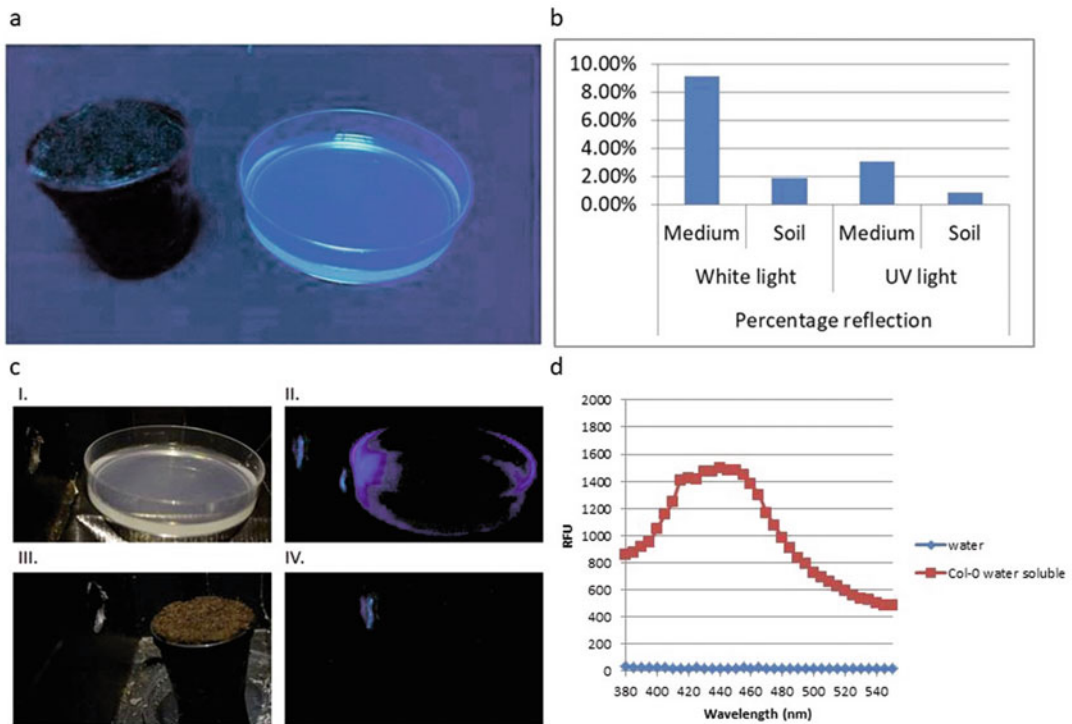 a
b
10.00%
8.00%
6.00%
4.00%
2.00%
0.00%
Medium Soil Medium Soil
White light UV light
Percentage reflection
c
I.
II.
III.
IV.
d
2000
1800
1600
1400
1200
1000
800
600
400
200
0
RFU
380 400 420 440 460 480 500 520 540
Wavelength (nm)
water
Col-0 water soluble